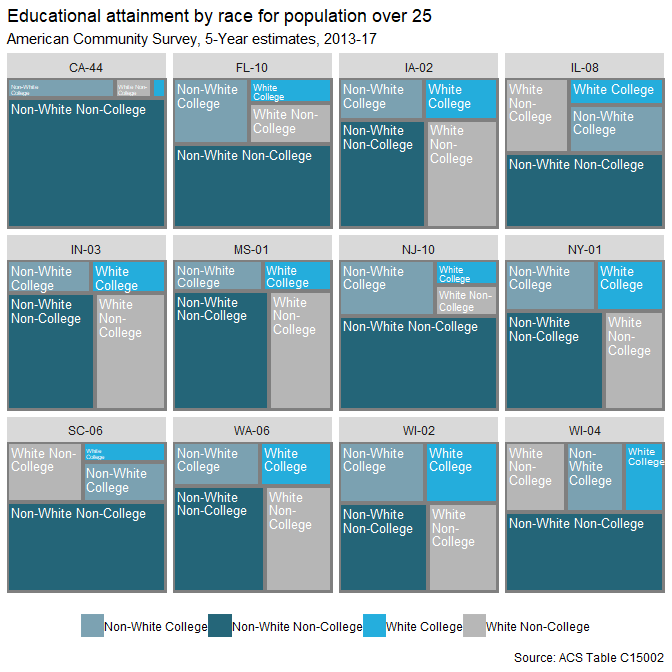 Educational attainment by race for population over 25
American Community Survey, 5-Year estimates, 2013-17
CA-44
Non-White
College
White Non-
College
Non-White Non-College
FL-10
Non-White
College
White
College
White Non-
College
Non-White Non-College
IA-02
Non-White
College
White
College
Non-White
Non-College
White
Non-
College
IL-08
White
Non-
College
White College
Non-White
College
Non-White Non-College
IN-03
Non-White
College
White
College
Non-White
Non-College
White
Non-
College
MS-01
Non-White
College
White
College
Non-White
Non-College
White
Non-
College
NJ-10
Non-White
College
White
College
White Non-
College
Non-White Non-College
NY-01
Non-White
College
White
College
Non-White
Non-College
White
Non-
College
SC-06
White Non-
College
White
College
Non-White
College
Non-White Non-College
WA-06
Non-White
College
White
College
Non-White
Non-College
White
Non-
College
WI-02
Non-White
College
White
College
Non-White
Non-College
White
Non-
College
WI-04
White
Non-
College
Non-
White
College
White
College
Non-White Non-College
Non-White College Non-White Non-College White College White Non-College
Source: ACS Table C15002